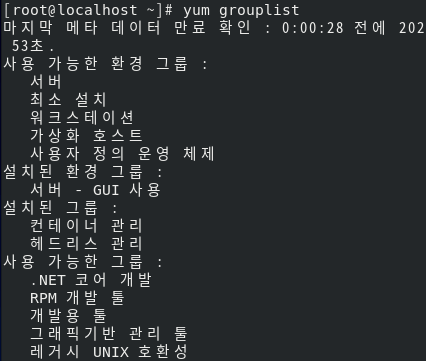 [root@localhost ~]# yum grouplist
마지막 메타 데이터 만료 확인 : 0:00:28 전에 202
53초.
사용 가능한 환경 그룹 :
서버
최소 설치
워크스테이션
가상화 호스트
사용자 정의 운영 체제
설치된 환경 그룹 :
서버 - GUI 사용
설치된 그룹 :
컨테이너 관리
헤드리스 관리
사용 가능한 그룹 :
.NET 코어 개발
RPM 개발 툴
개발용 툴
그래픽기반 관리 툴
레거시 UNIX 호환성